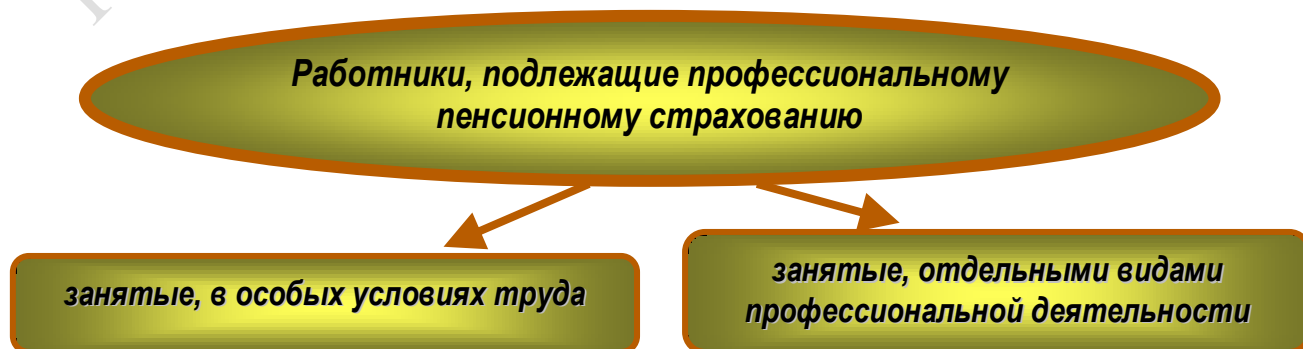 Работники, подлежащие профессиональному
пенсионному страхованию
занятые, в особых условиях труда
занятые, отдельными видами
профессиональной деятельности